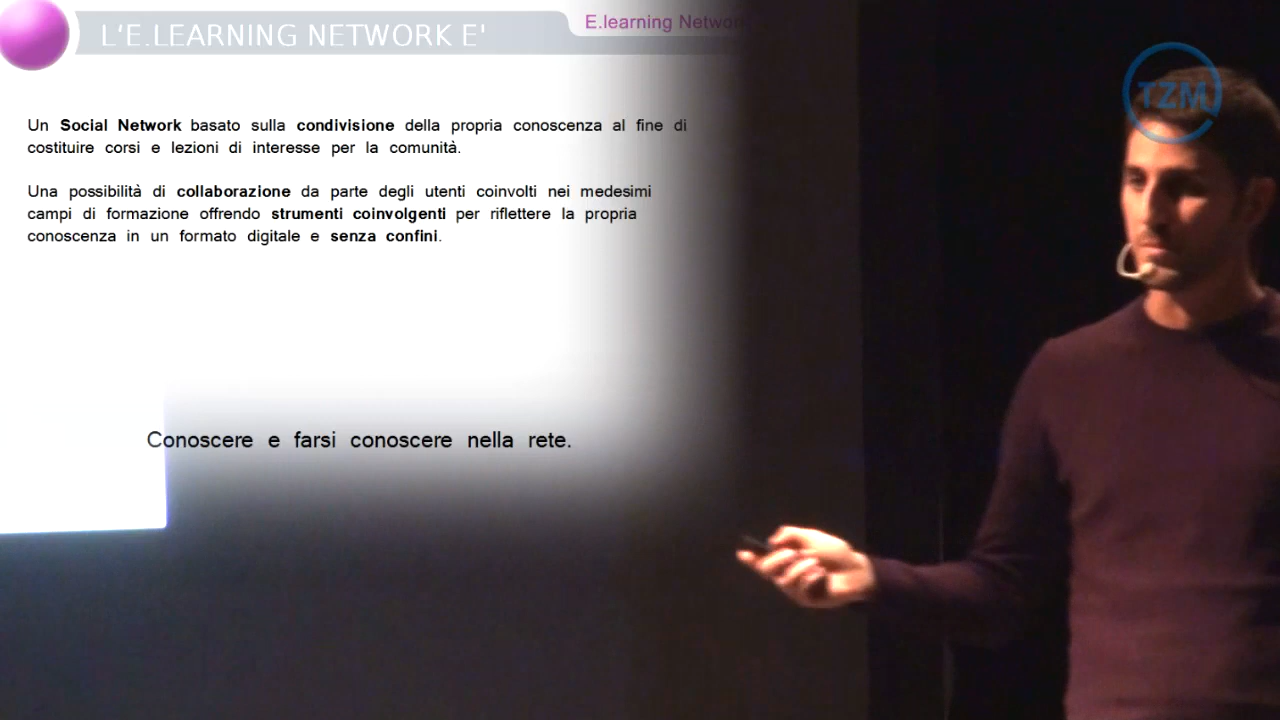 L'E.LEARNING NETWORK E'
E.learning Network
Un Social Network basato sulla condivisione della propria conoscenza al fine di
costituire corsi e lezioni di interesse per la comunità.
Una possibilità di collaborazione da parte degli utenti coinvolti nei medesimi
campi di formazione offrendo strumenti coinvolgenti per riflettere la propria
conoscenza in un formato digitale e senza confini.
Conoscere e farsi conoscere nella rete.
TZM